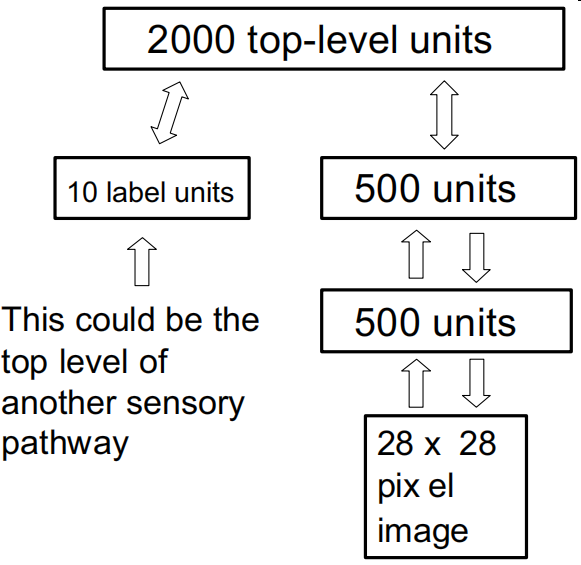 2000 top-level units
10 label units
500 units
This could be the
top level of
another sensory
pathway
500 units
28 x 28
pix el
image